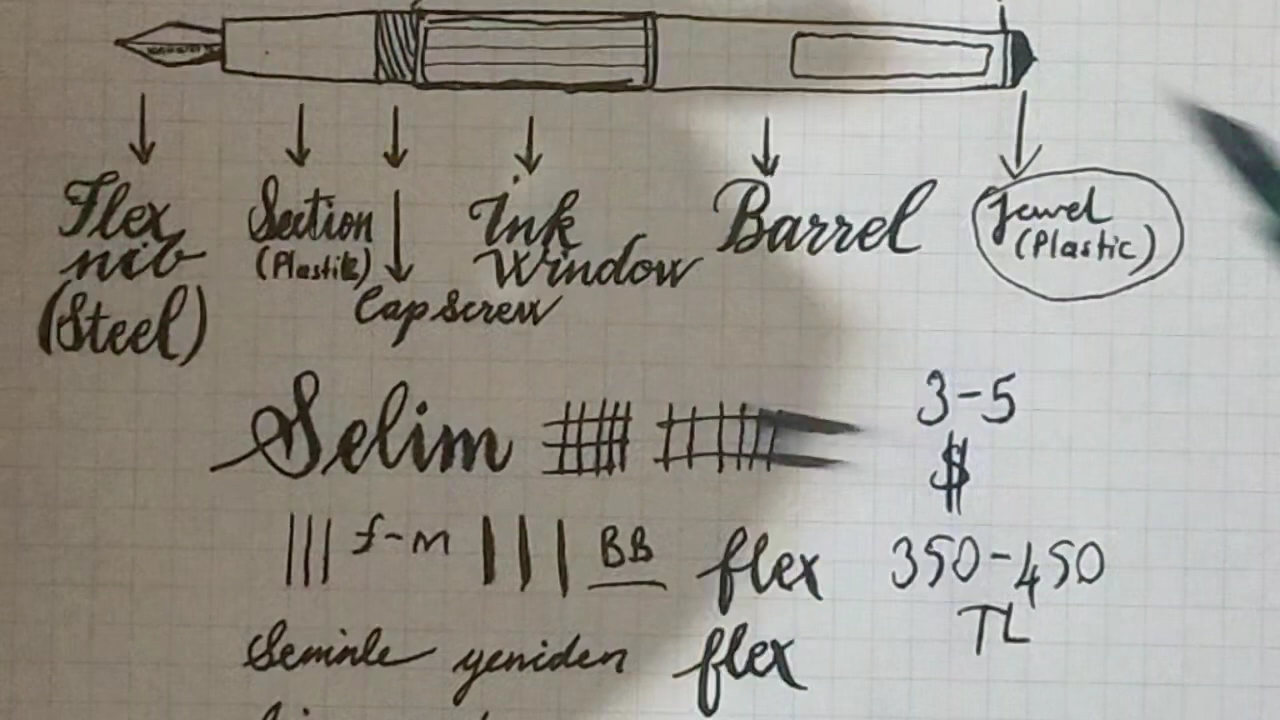 Flex
nib
(Steel)
Section
(Plastik)
Cap screw
Ink
Window
Barrel
Jewel
(Plastic)
Selim
3-5
$
f-m
BB
flex
350-450
TL
Seninle yeniden
flex